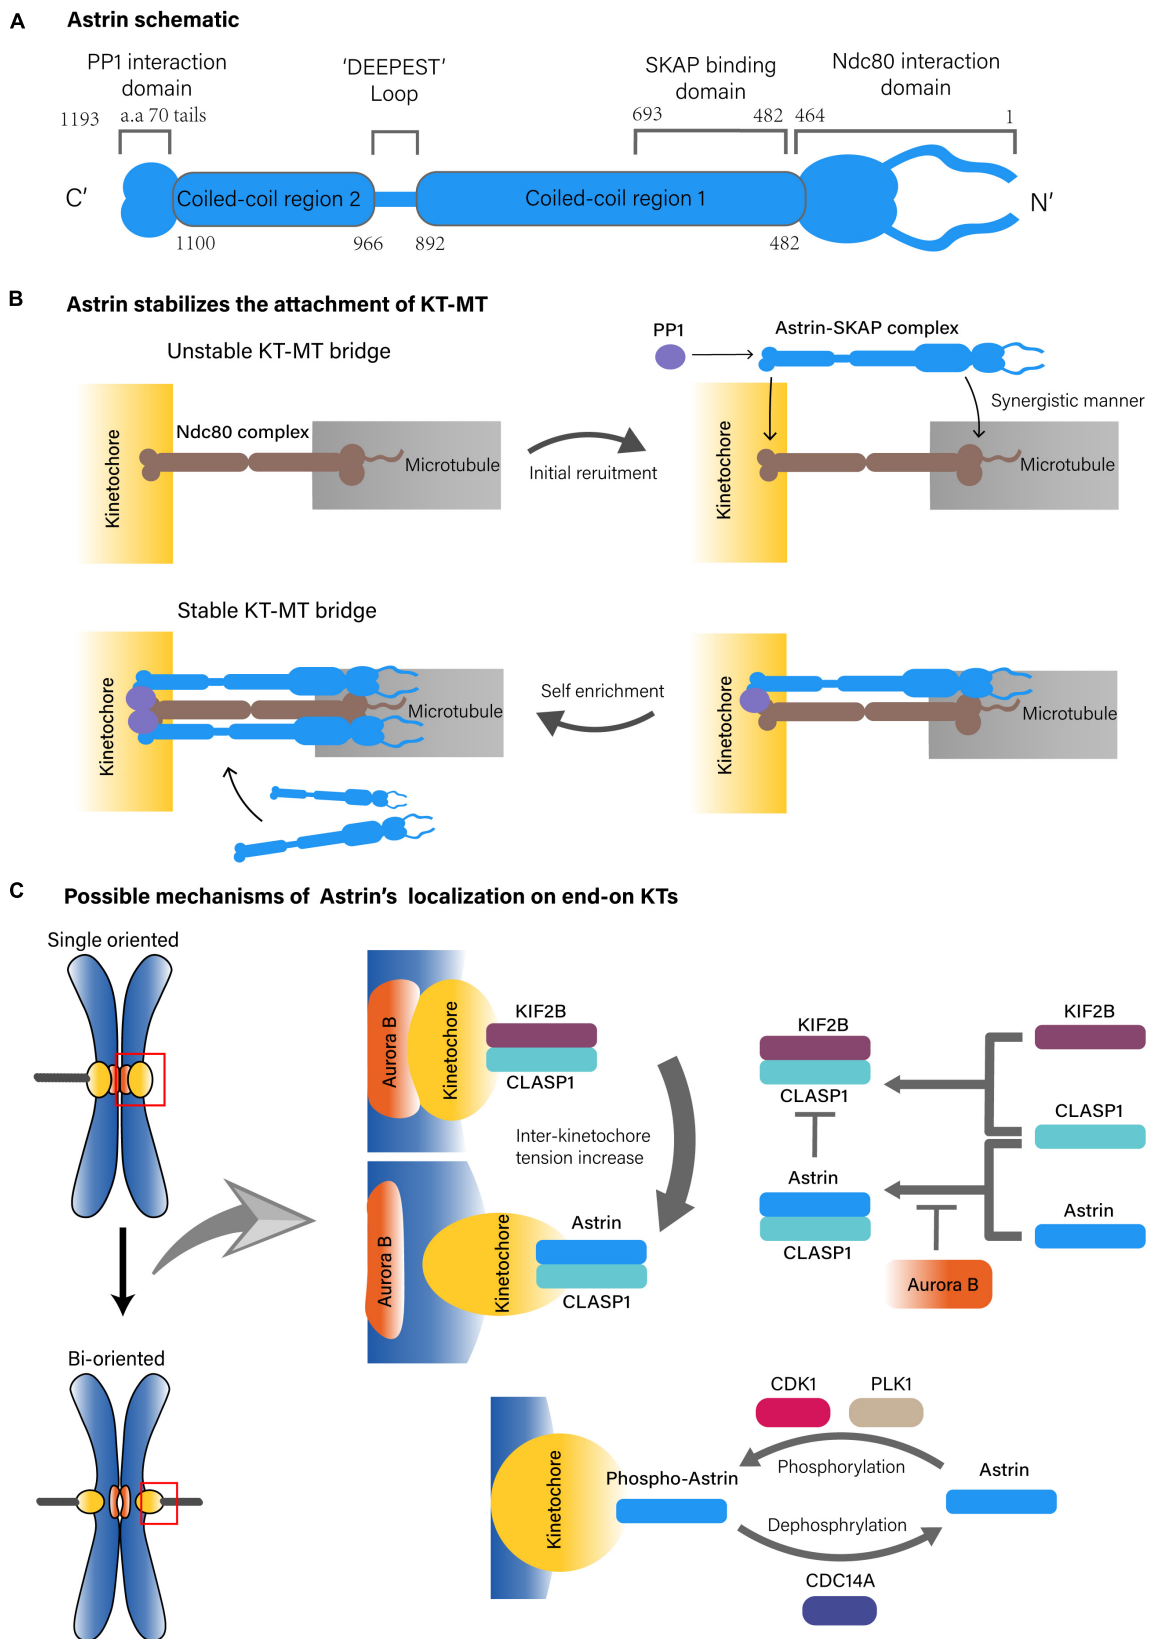 A
Astrin schematic
PP1 interaction
domain
'DEEPEST'
Loop
SKAP binding
domain
Ndc80 interaction
domain
1193
a.a 70 tails
693
482
464
1
C'
Coiled-coil region 2
Coiled-coil region 1
N'
1100
966
892
482
B
Astrin stabilizes the attachment of KT-MT
Unstable KT-MT bridge
PP1
Astrin-SKAP complex
Synergistic manner
Kinetochore
Ndc80 complex
Microtubule
Initial reruitment
Kinetochore
Microtubule
Stable KT-MT bridge
Kinetochore
Microtubule
Self enrichment
Kinetochore
Microtubule
C
Possible mechanisms of Astrin's localization on end-on KTs
Single oriented
Aurora B
Kinetochore
KIF2B
CLASP1
Inter-kinetochore
tension increase
Aurora B
Kinetochore
Astrin
CLASP1
KIF2B
CLASP1
Astrin
CLASP1
KIF2B
CLASP1
Astrin
Aurora B
Bi-oriented
Kinetochore
Phospho-Astrin
CDK1
PLK1
Phosphorylation
Astrin
Dephosphrylation
CDC14A